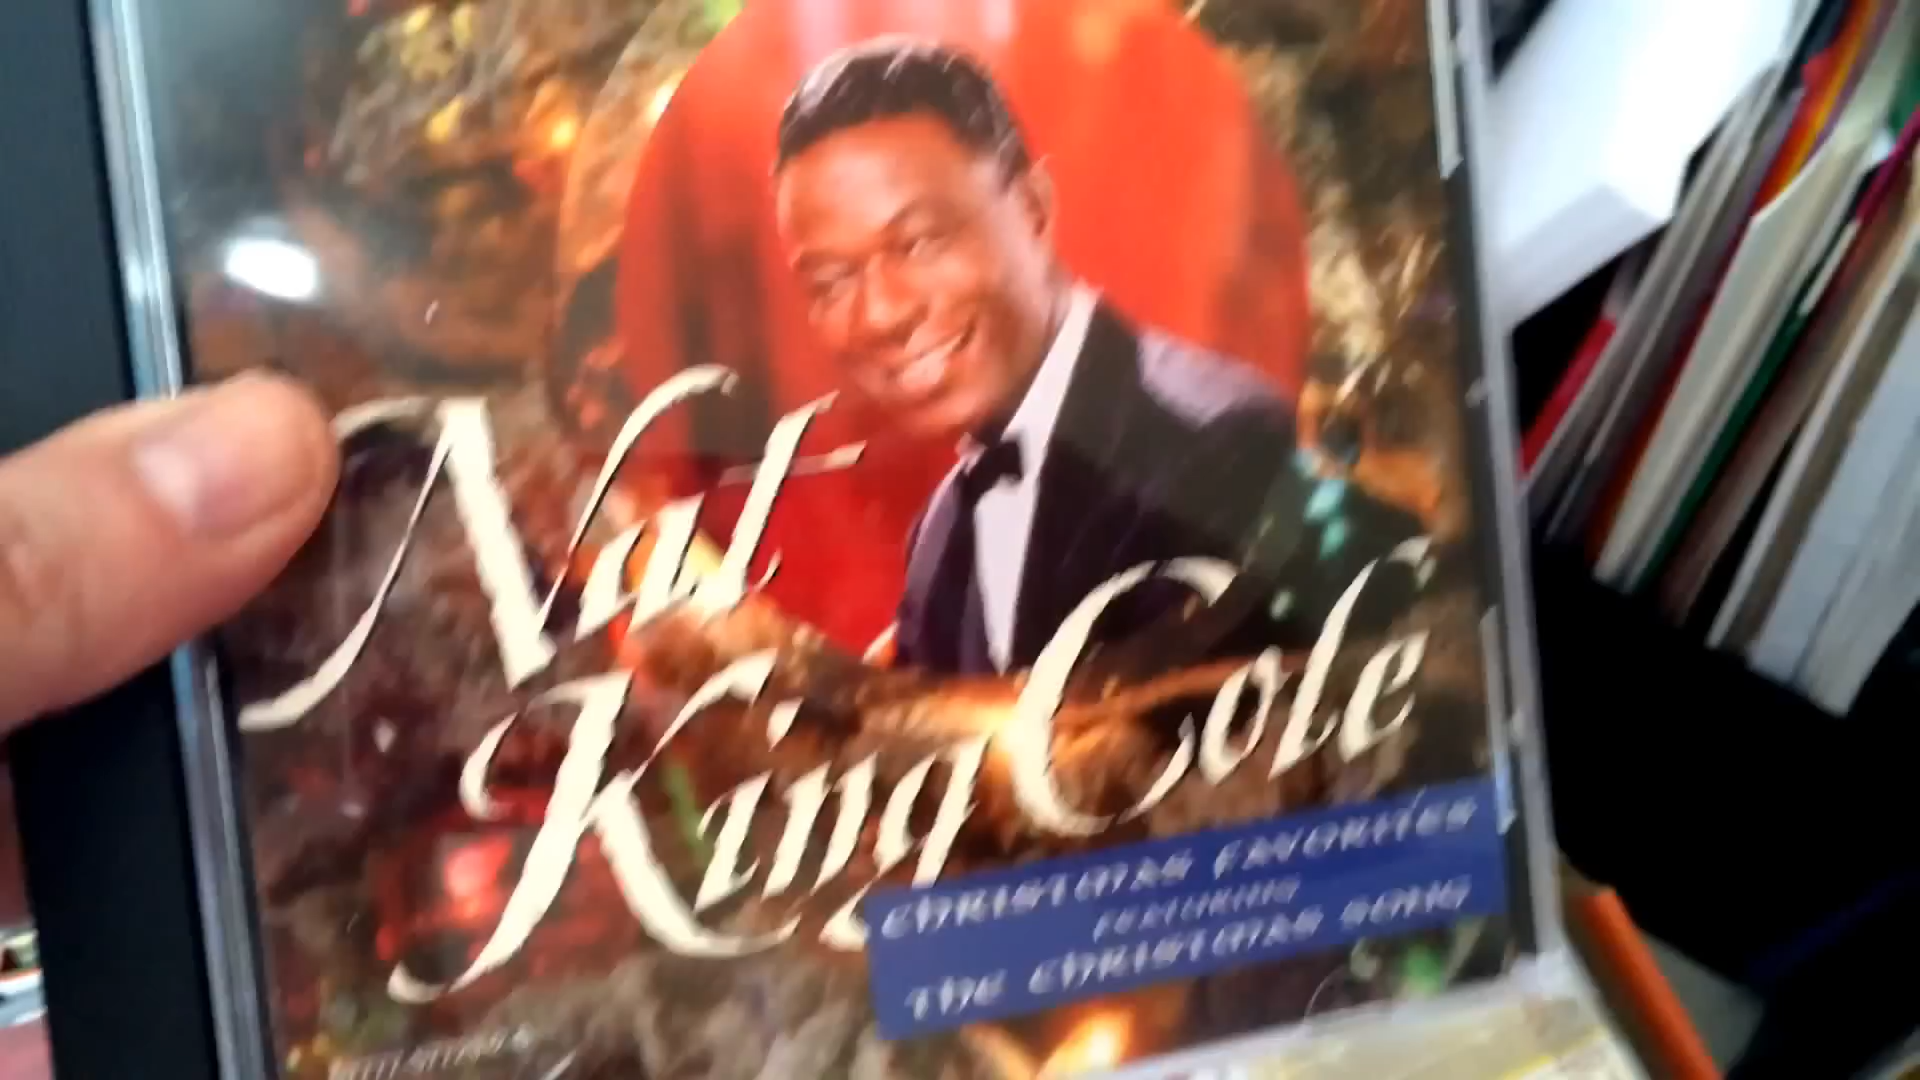 Nat
King Cole
CHRISTMAS FAVORITES
FEATURING
THE CHRISTMAS SONG